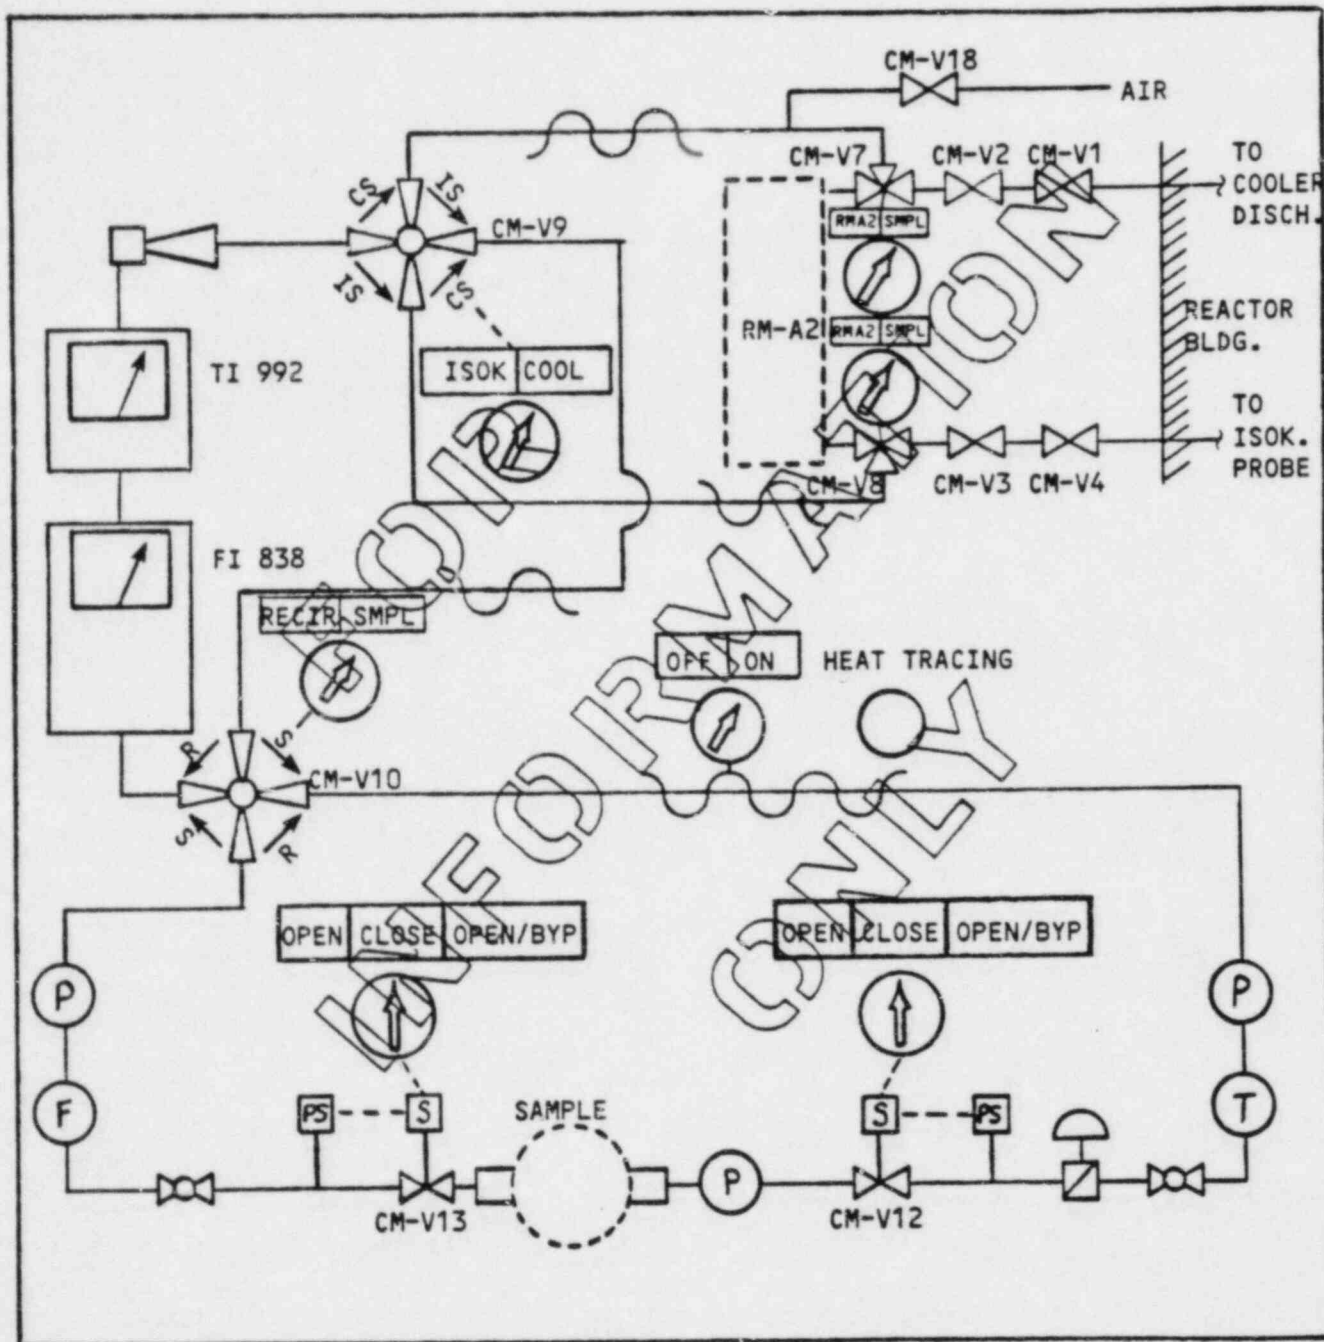 CM-V18
AIR
CM-V7
CM-V2
CM-V1
TO
COOLER
DISCH.
CS
IS
CM-V9
RMA2 SMPL
IS
CS
RM-A2
RMA2 SMPL
REACTOR
BLDG.
TI 992
ISOK COOL
TO
ISOK.
PROBE
CM-V8
CM-V3
CM-V4
FI 838
RECIR SMPL
OFF ON
HEAT TRACING
R
S
CM-V10
S
R
OPEN CLOSE OPEN/BYP
OPEN CLOSE OPEN/BYP
P
P
F
T
PS
S
SAMPLE
S
PS
P
CM-V13
CM-V12
FOR INFORMATION
ONLY